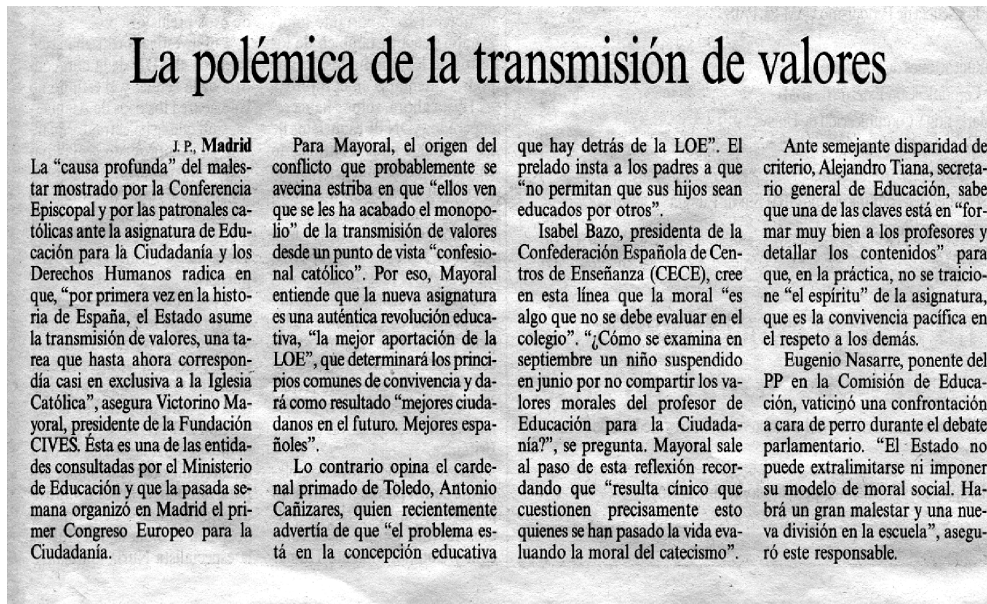 La polémica de la transmisión de valores
J. P., Madrid
La “causa profunda” del males-
tar mostrado por la Conferencia
Episcopal y por las patronales ca-
tólicas ante la asignatura de Edu-
cación para la Ciudadanía y los
Derechos Humanos radica en
que, “por primera vez en la histo-
ria de España, el Estado asume
la transmisión de valores, una ta-
rea que hasta ahora correspon-
día casi en exclusiva a la Iglesia
Católica”, asegura Victorino Ma-
yoral, presidente de la Fundación
CIVES. Ésta es una de las entida-
des consultadas por el Ministerio
de Educación y que la pasada se-
mana organizó en Madrid el pri-
mer Congreso Europeo para la
Ciudadanía.
Para Mayoral, el origen del
conflicto que probablemente se
avecina estriba en que “ellos ven
que se les ha acabado el monopo-
lio” de la transmisión de valores
desde un punto de vista “confesio-
nal católico”. Por eso, Mayoral
entiende que la nueva asignatura
es una auténtica revolución educa-
tiva, “la mejor aportación de la
LOE”, que determinará los princi-
pios comunes de convivencia y da-
rá como resultado “mejores ciuda-
danos en el futuro. Mejores espa-
ñoles”.
Lo contrario opina el carde-
nal primado de Toledo, Antonio
Cañizares, quien recientemente
advertía de que “el problema es-
tá en la concepción educativa
que hay detrás de la LOE”. El
prelado insta a los padres a que
“no permitan que sus hijos sean
educados por otros”.
Isabel Bazo, presidenta de la
Confederación Española de Cen-
tros de Enseñanza (CECE), cree
en esta línea que la moral “es
algo que no se debe evaluar en el
colegio”. “¿Cómo se examina en
septiembre un niño suspendido
en junio por no compartir los va-
lores morales del profesor de
Educación para la Ciudada-
nía?”, se pregunta. Mayoral sale
al paso de esta reflexión recor-
dando que “resulta cínico que
cuestionen precisamente esto
quienes se han pasado la vida eva-
luando la moral del catecismo”.
Ante semejante disparidad de
criterio, Alejandro Tiana, secreta-
rio general de Educación, sabe
que una de las claves está en “for-
mar muy bien a los profesores y
detallar los contenidos” para
que, en la práctica, no se traicio-
ne “el espíritu” de la asignatura,
que es la convivencia pacífica en
el respeto a los demás.
Eugenio Nasarre, ponente del
PP en la Comisión de Educa-
ción, vaticinó una confrontación
a cara de perro durante el debate
parlamentario. “El Estado no
puede extralimitarse ni imponer
su modelo de moral social. Ha-
brá un gran malestar y una nue-
va división en la escuela”, asegu-
ró este responsable.